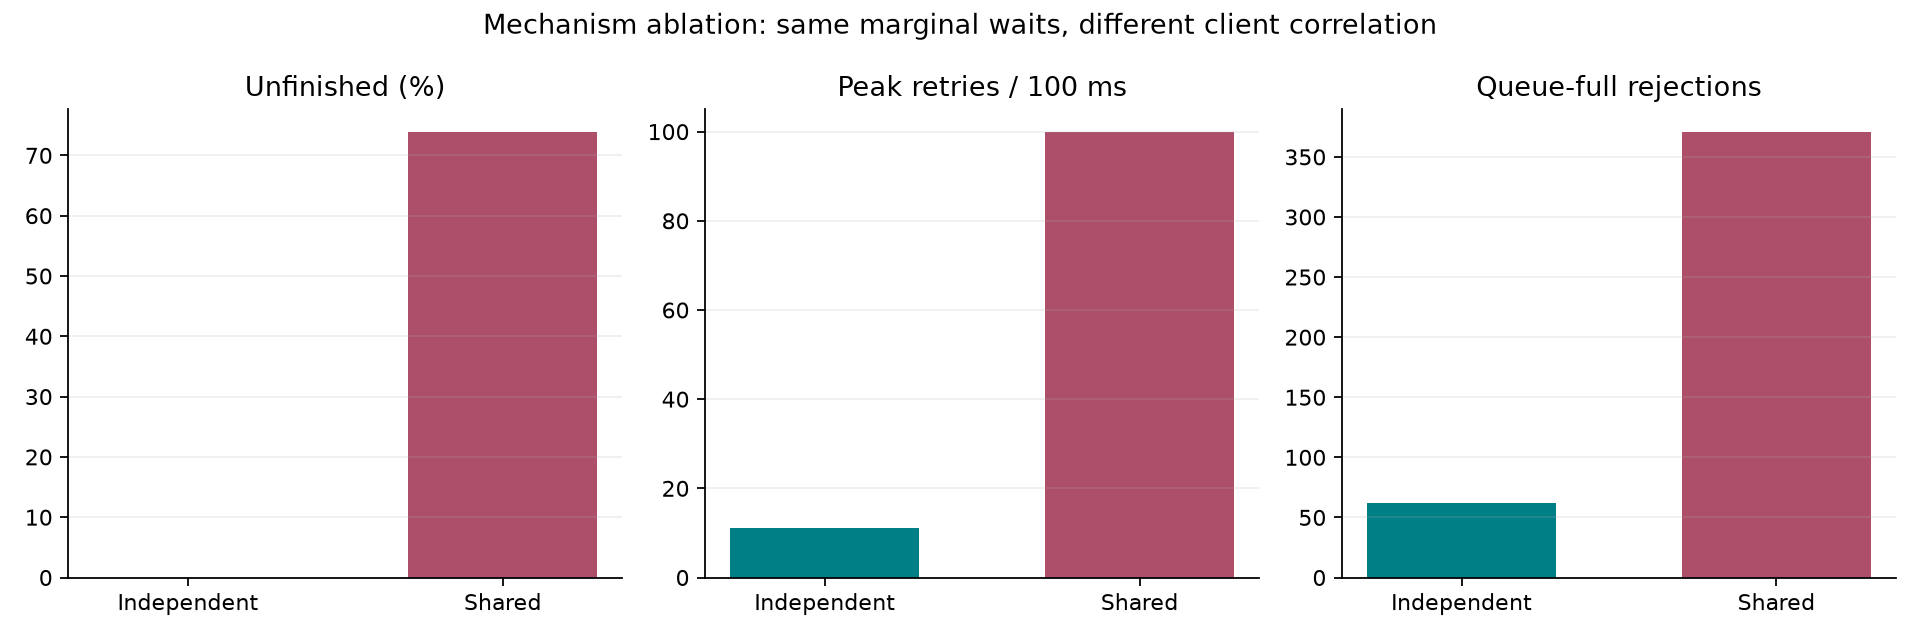 Mechanism ablation: same marginal waits, different client correlation
Unfinished (%)
70
60
50
40
30
20
10
0
Independent
Shared
Peak retries / 100 ms
100
80
60
40
20
0
Independent
Shared
Queue-full rejections
350
300
250
200
150
100
50
0
Independent
Shared